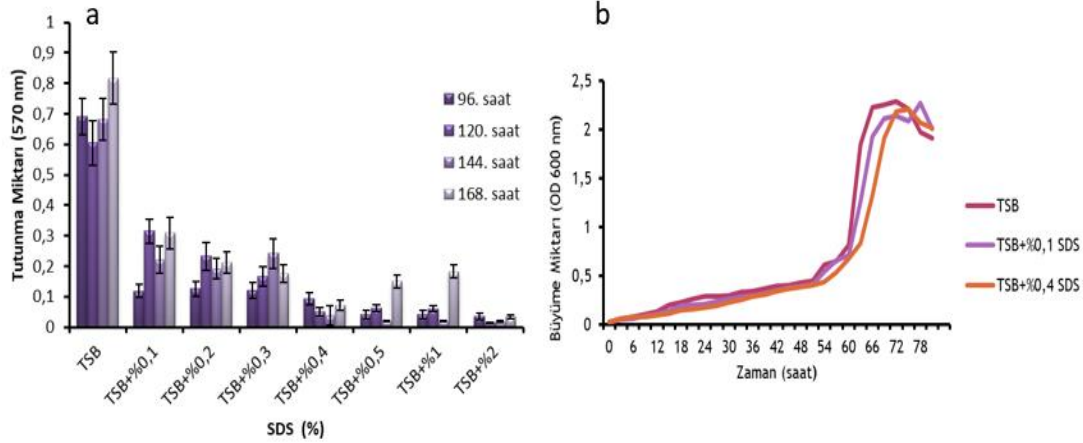 a
Tutunma Miktarı (570 nm)
1
0,9
0,8
0,7
0,6
0,5
0,4
0,3
0,2
0,1
0
96. saat
120. saat
144. saat
168. saat
TSB
TSB+%0,1
TSB+%0,2
TSB+%0,3
TSB+%0,4
TSB+%0,5
TSB+%1
TSB+%2
SDS (%)
b
Büyüme Miktarı (OD 600 nm)
2,5
2
1,5
1
0,5
0
0 6 12 18 24 30 36 42 48 54 60 66 72 78
Zaman (saat)
TSB
TSB+%0,1 SDS
TSB+%0,4 SDS